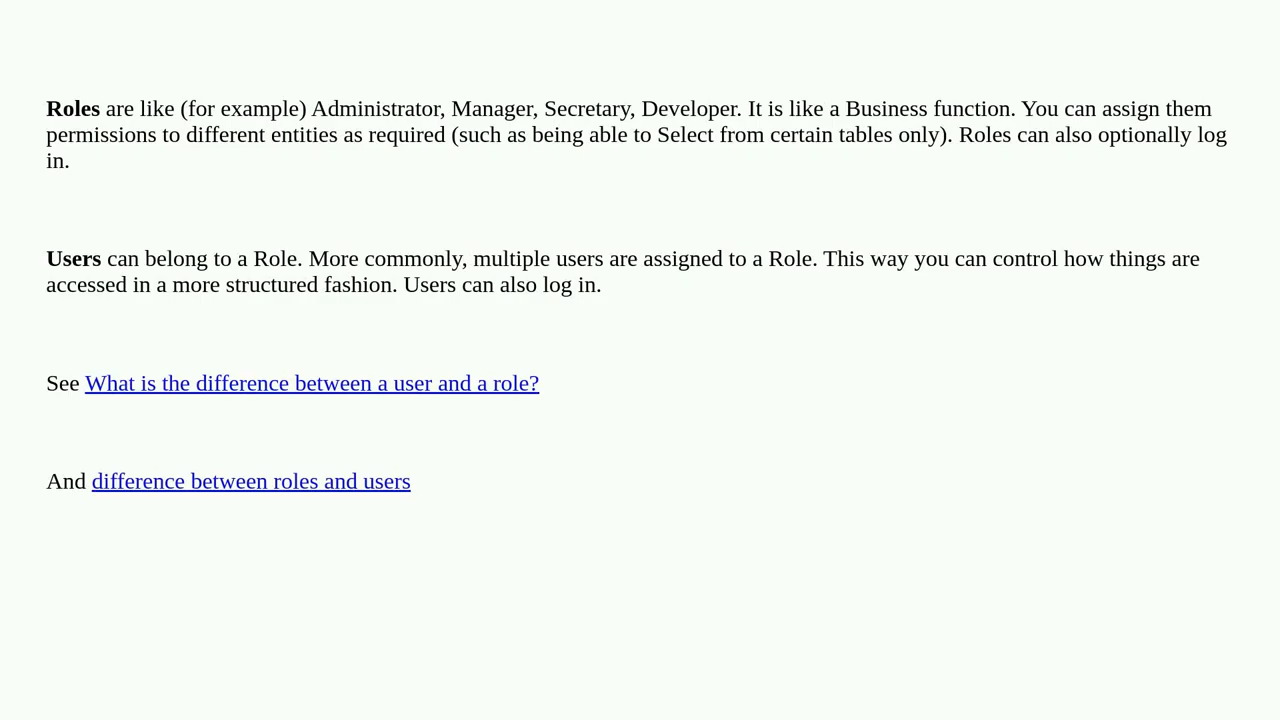 Roles are like (for example) Administrator, Manager, Secretary, Developer. It is like a Business function. You can assign them
permissions to different entities as required (such as being able to Select from certain tables only). Roles can also optionally log
in.
Users can belong to a Role. More commonly, multiple users are assigned to a Role. This way you can control how things are
accessed in a more structured fashion. Users can also log in.
See What is the difference between a user and a role?
And difference between roles and users